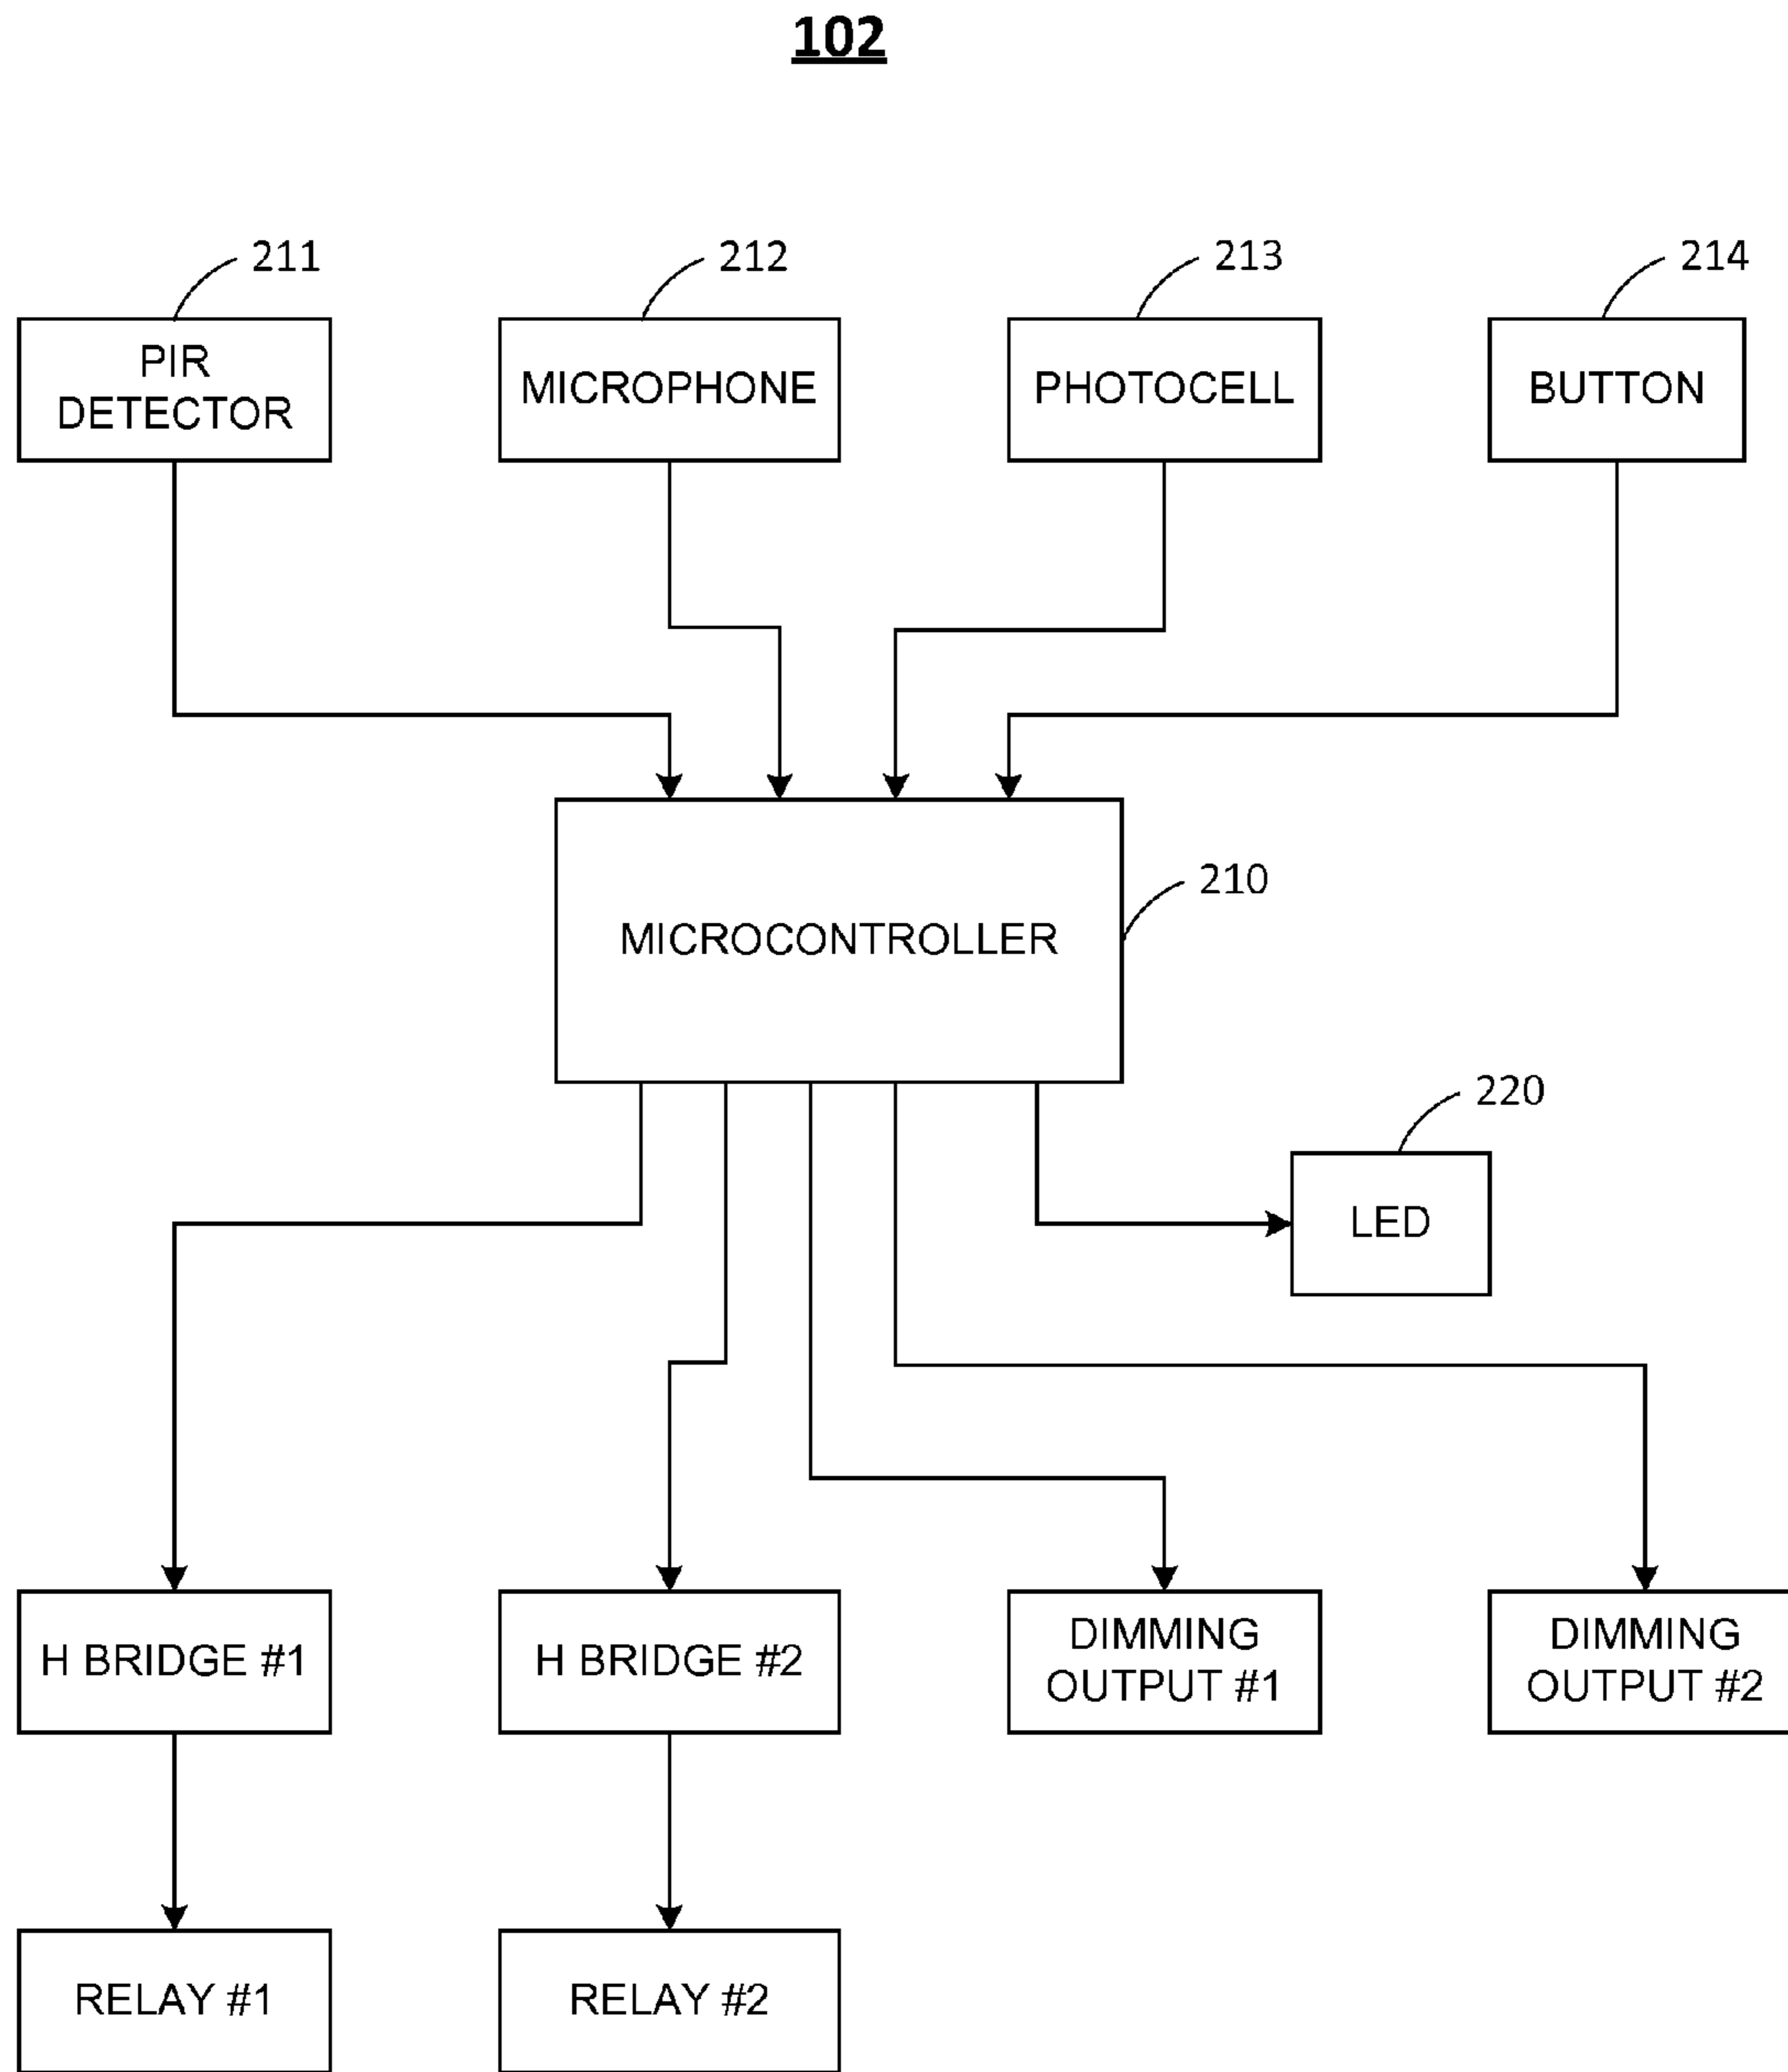 102
211
212
213
214
PIR
DETECTOR
MICROPHONE
PHOTOCELL
BUTTON
210
MICROCONTROLLER
220
LED
H BRIDGE #1
H BRIDGE #2
DIMMING
OUTPUT #1
DIMMING
OUTPUT #2
RELAY #1
RELAY #2